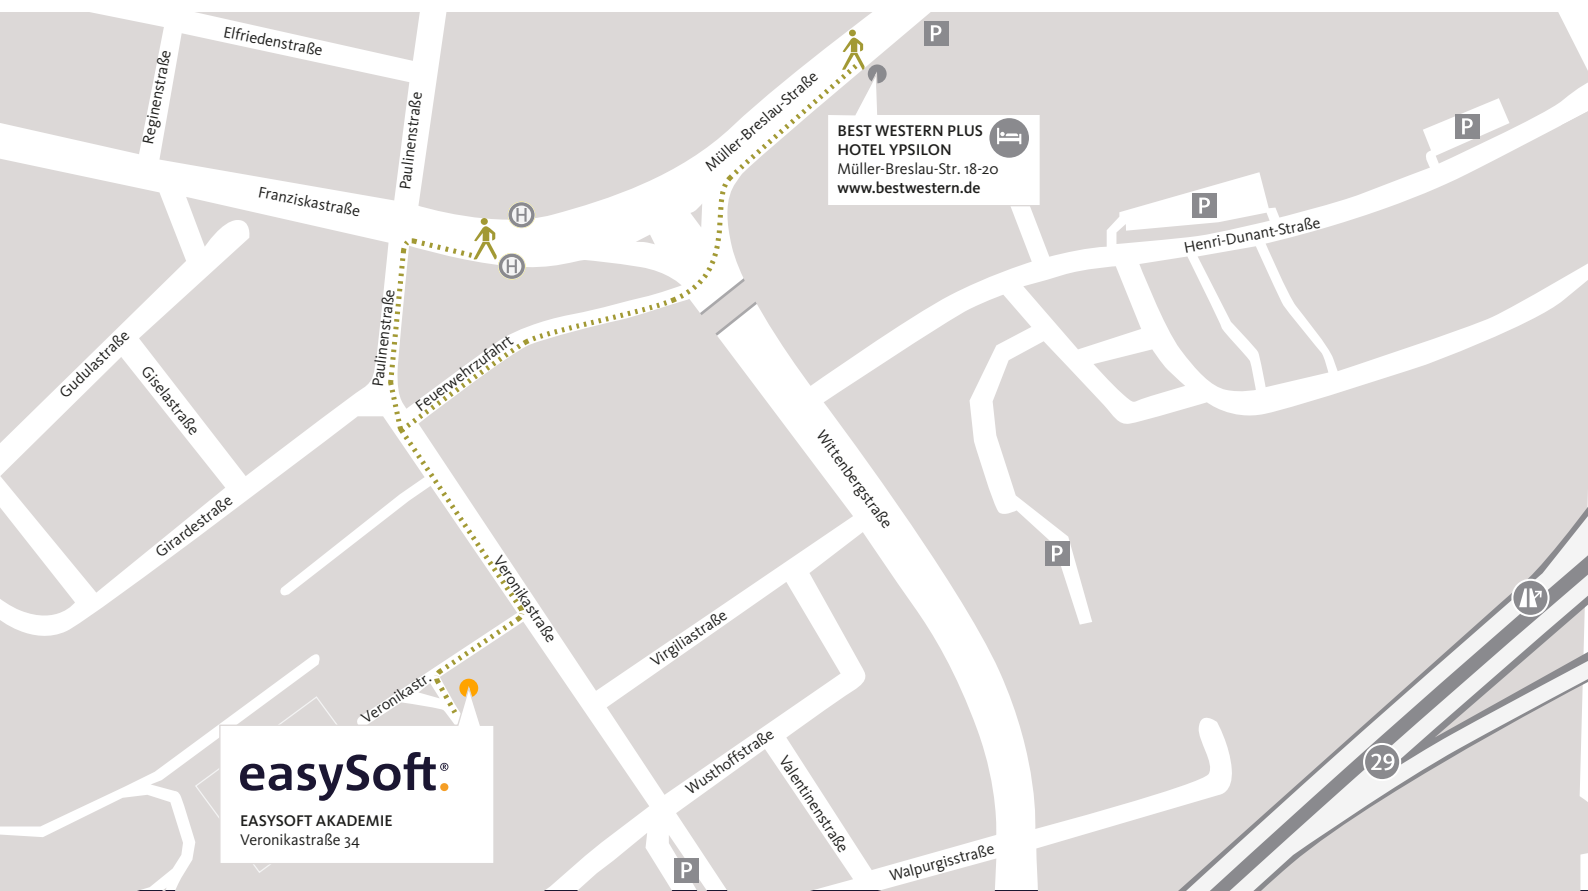 Elfriedenstraße
Reginenstraße
Paulinenstraße
Müller-Breslau-Straße
P
P
BEST WESTERN PLUS
HOTEL YPSILON
Müller-Breslau-Str. 18-20
www.bestwestern.de
Franziskastraße
H
H
P
Henri-Dunant-Straße
Paulinenstraße
Feuerwehrzufahrt
Gudulastraße
Giselastraße
Girardestraße
Wittenbergstraße
P
Veronikastraße
Virgiliastraße
Veronikastr.
Wusthoffstraße
Valentinenstraße
29
easySoft®.
EASYSOFT AKADEMIE
Veronikastraße 34
Walpurgisstraße
P